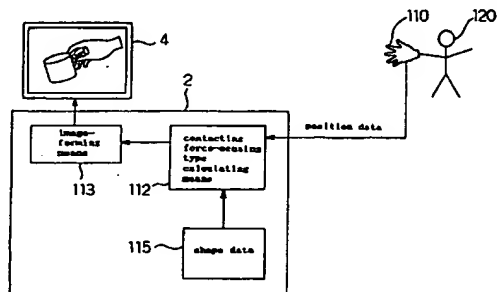 4
110
120
2
image-
forming
means
113
contacting
force-sensing
type
calculating
means
112
position data
115
shape data